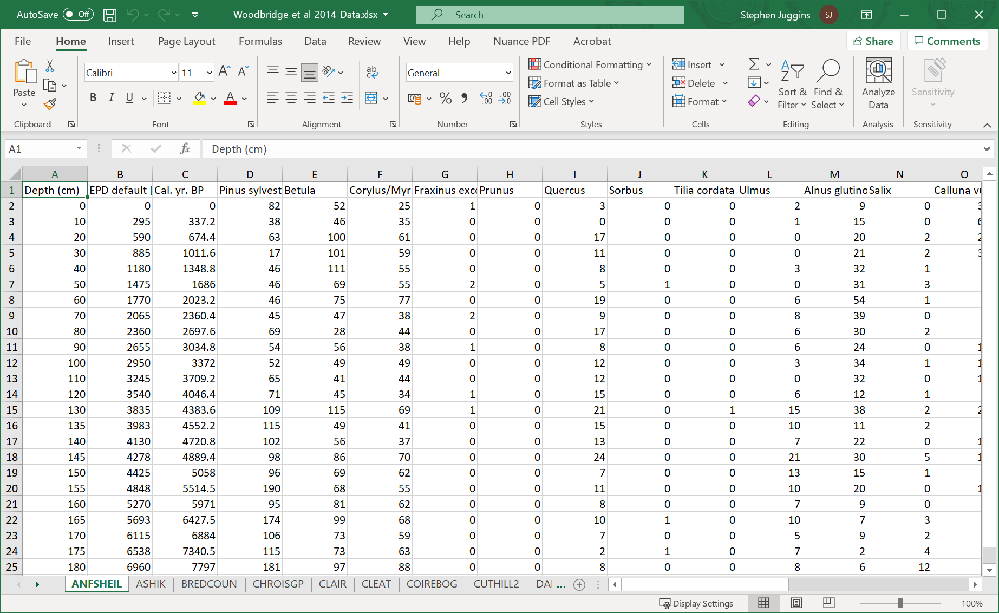 AutoSave Off Woodbridge_et_al_2014_Data.xlsx Search Stephen Juggins SJ
File Home Insert Page Layout Formulas Data Review View Help Nuance PDF Acrobat Share Comments
Paste Calibri 11 General Conditional Formatting Format as Table Cell Styles Insert Delete Format Sort & Filter Find & Select Analyze Data Sensitivity
Clipboard Font Alignment Number Styles Cells Editing Analysis Sensitivity
A1 fx Depth (cm)
A B C D E F G H I J K L M N O
1 Depth (cm) EPD default [ Cal. yr. BP Pinus sylvest Betula Corylus/Myri Fraxinus exce Prunus Quercus Sorbus Tilia cordata Ulmus Alnus glutino Salix Calluna vu
2 0 0 0 82 52 25 1 0 3 0 0 2 9 0 3
3 10 295 337.2 38 46 35 0 0 0 0 0 1 15 0 6
4 20 590 674.4 63 100 61 0 0 17 0 0 0 20 2 2
5 30 885 1011.6 17 101 59 0 0 11 0 0 0 21 2 3
6 40 1180 1348.8 46 111 55 0 0 8 0 0 3 32 1
7 50 1475 1686 46 69 55 2 0 5 1 0 0 31 3
8 60 1770 2023.2 46 75 77 0 0 19 0 0 6 54 1
9 70 2065 2360.4 45 47 38 2 0 9 0 0 8 39 0
10 80 2360 2697.6 69 28 44 0 0 17 0 0 6 30 2
11 90 2655 3034.8 54 56 38 1 0 8 0 0 6 24 0 1
12 100 2950 3372 52 49 49 0 0 12 0 0 3 34 1 1
13 110 3245 3709.2 65 41 44 0 0 12 0 0 0 32 0 1
14 120 3540 4046.4 71 45 34 1 0 15 0 0 6 12 1
15 130 3835 4383.6 109 115 69 1 0 21 0 1 15 38 2 2
16 135 3983 4552.2 115 49 41 0 0 15 0 0 10 11 2
17 140 4130 4720.8 102 56 37 0 0 13 0 0 7 22 0 1
18 145 4278 4889.4 98 86 70 0 0 24 0 0 21 30 5 1
19 150 4425 5058 96 69 62 0 0 7 0 0 13 15 1
20 155 4848 5514.5 190 68 55 0 0 11 0 0 10 20 0 1
21 160 5270 5971 95 81 62 0 0 8 0 0 7 9 0
22 165 5693 6427.5 174 99 68 0 0 10 1 0 10 7 3
23 170 6115 6884 106 73 59 0 0 7 0 0 5 9 2
24 175 6538 7340.5 115 73 63 0 0 2 1 0 7 2 4
25 180 6960 7797 181 97 88 0 0 8 0 0 8 6 12
ANFSHEIL ASHIK BREDCOUN CHROISGP CLAIR CLEAT COIREBOG CUTHILL2 DAI ...
Display Settings 100%